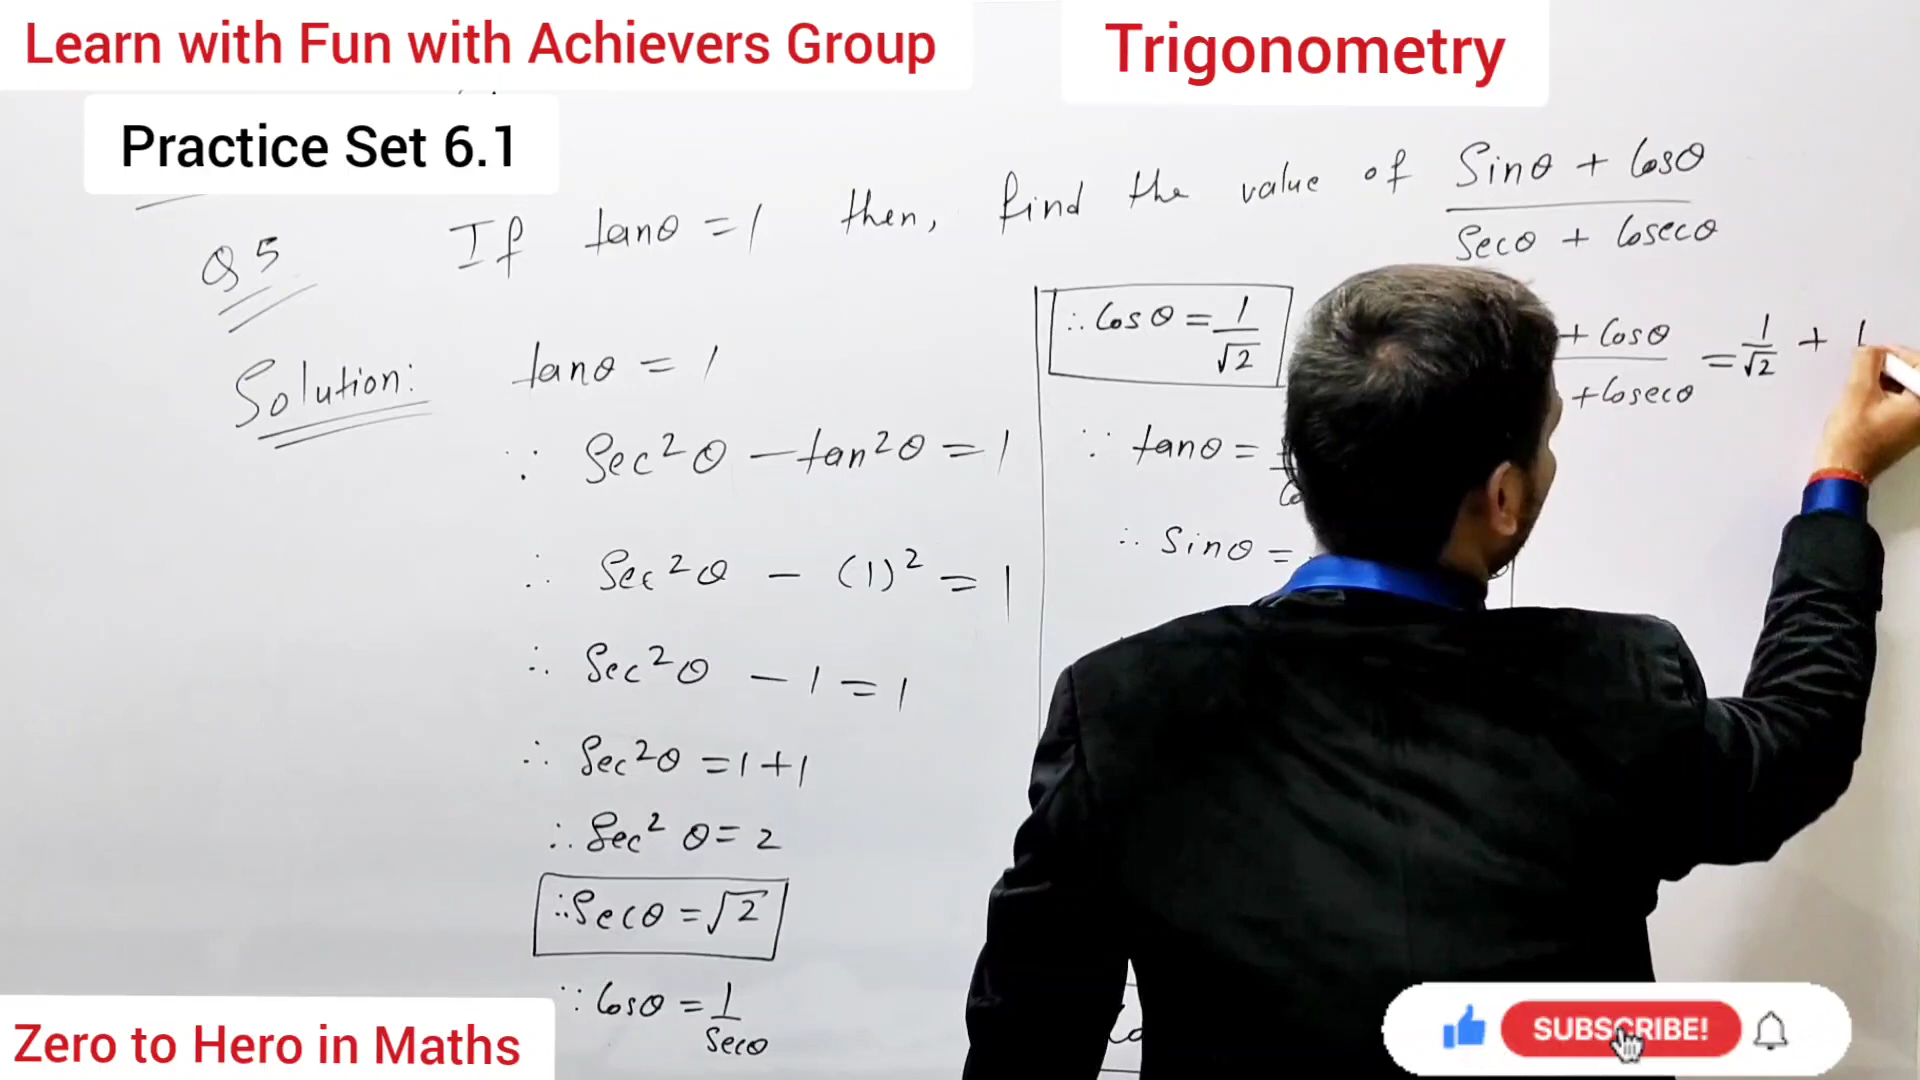 Learn with Fun with Achievers Group
Trigonometry
Practice Set 6.1
Q5 If tanθ = 1 then, find the value of Sinθ + Cosθ / Secθ + Cosecθ
Solution: tanθ = 1
∵ Sec²θ - tan²θ = 1
∴ Sec²θ - (1)² = 1
∴ Sec²θ - 1 = 1
∴ Sec²θ = 1+1
∴ Sec²θ = 2
∴ Secθ = √2
∵ Cosθ = 1/Secθ
∴ Cosθ = 1/√2
∵ tanθ =
∴ Sinθ =
+ Cosθ / + Cosecθ = 1/√2 + 1
Zero to Hero in Maths
SUBSCRIBE!